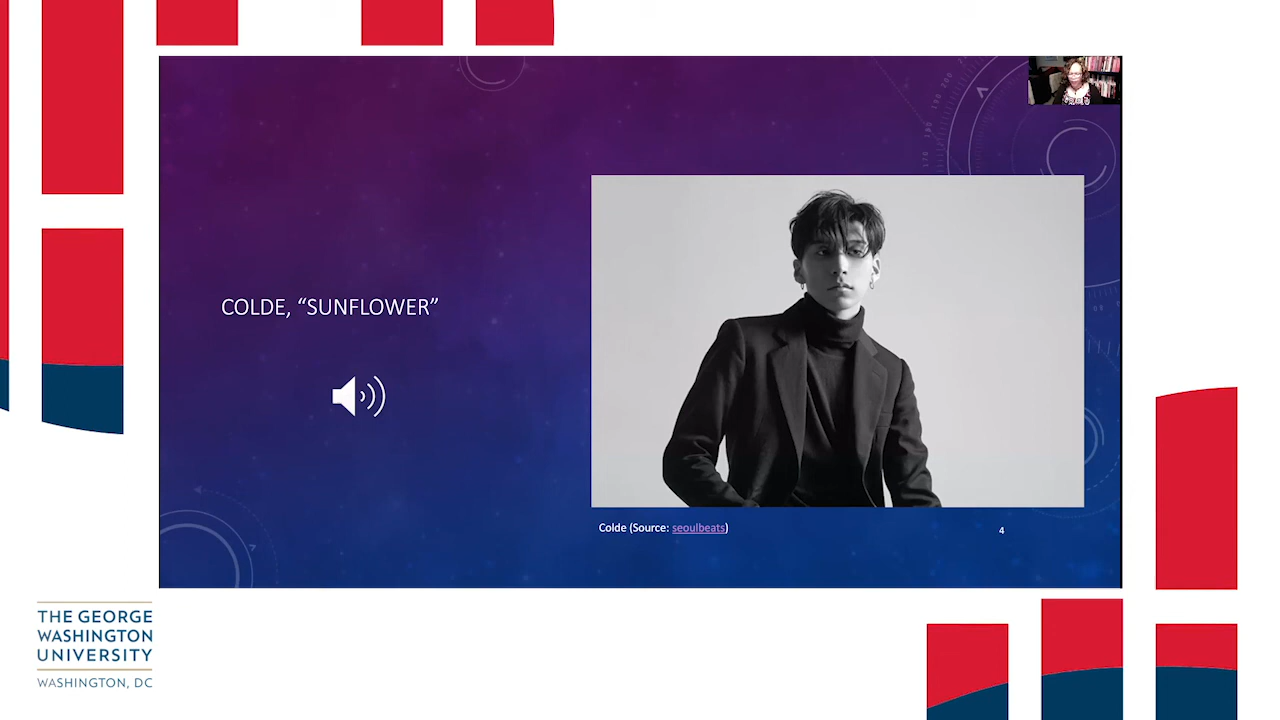 COLDE, “SUNFLOWER”
Colde (Source: seoulbeats)
4
THE GEORGE
WASHINGTON
UNIVERSITY
WASHINGTON, DC